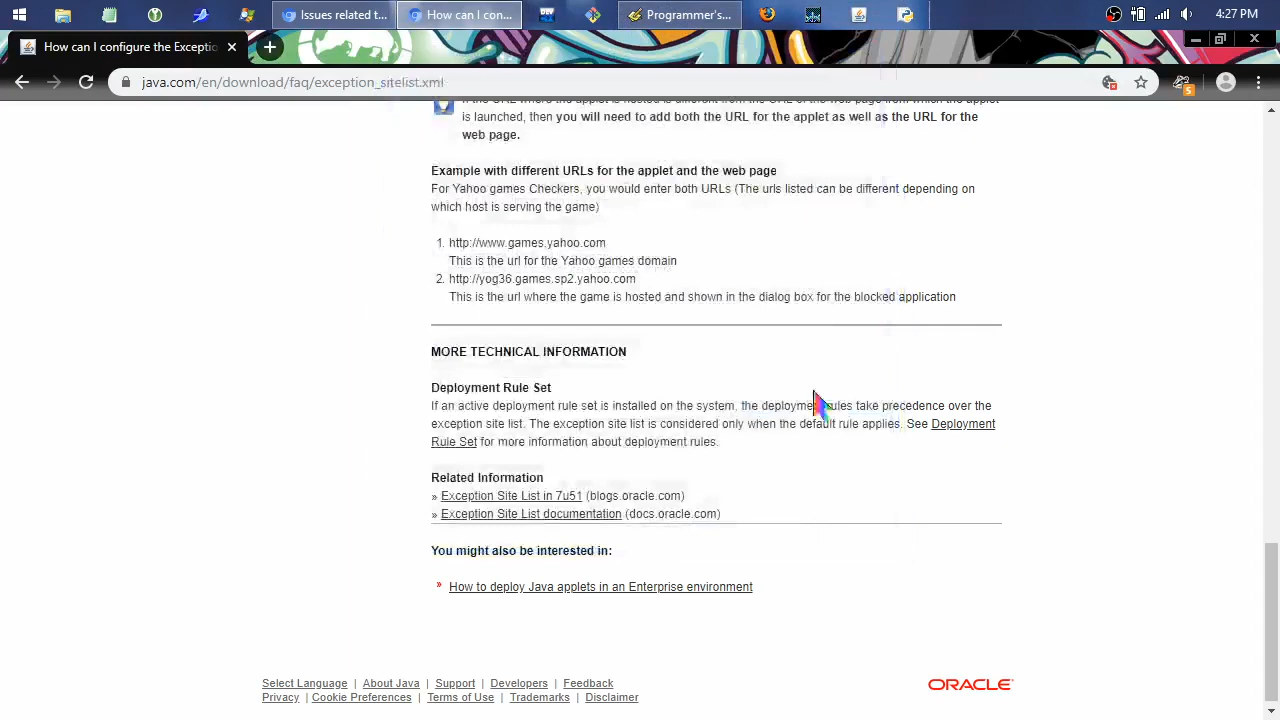 Issues related t...
How can I con...
Programmer's...
4:27 PM
How can I configure the Exceptio
java.com/en/download/faq/exception_sitelist.xml
is launched, then you will need to add both the URL for the applet as well as the URL for the
web page.
Example with different URLs for the applet and the web page
For Yahoo games Checkers, you would enter both URLs (The urls listed can be different depending on
which host is serving the game)
1. http://www.games.yahoo.com
This is the url for the Yahoo games domain
2. http://yog36.games.sp2.yahoo.com
This is the url where the game is hosted and shown in the dialog box for the blocked application
MORE TECHNICAL INFORMATION
Deployment Rule Set
If an active deployment rule set is installed on the system, the deployment rules take precedence over the
exception site list. The exception site list is considered only when the default rule applies. See Deployment
Rule Set for more information about deployment rules.
Related Information
» Exception Site List in 7u51 (blogs.oracle.com)
» Exception Site List documentation (docs.oracle.com)
You might also be interested in:
» How to deploy Java applets in an Enterprise environment
Select Language | About Java | Support | Developers | Feedback
Privacy | Cookie Preferences | Terms of Use | Trademarks | Disclaimer
ORACLE